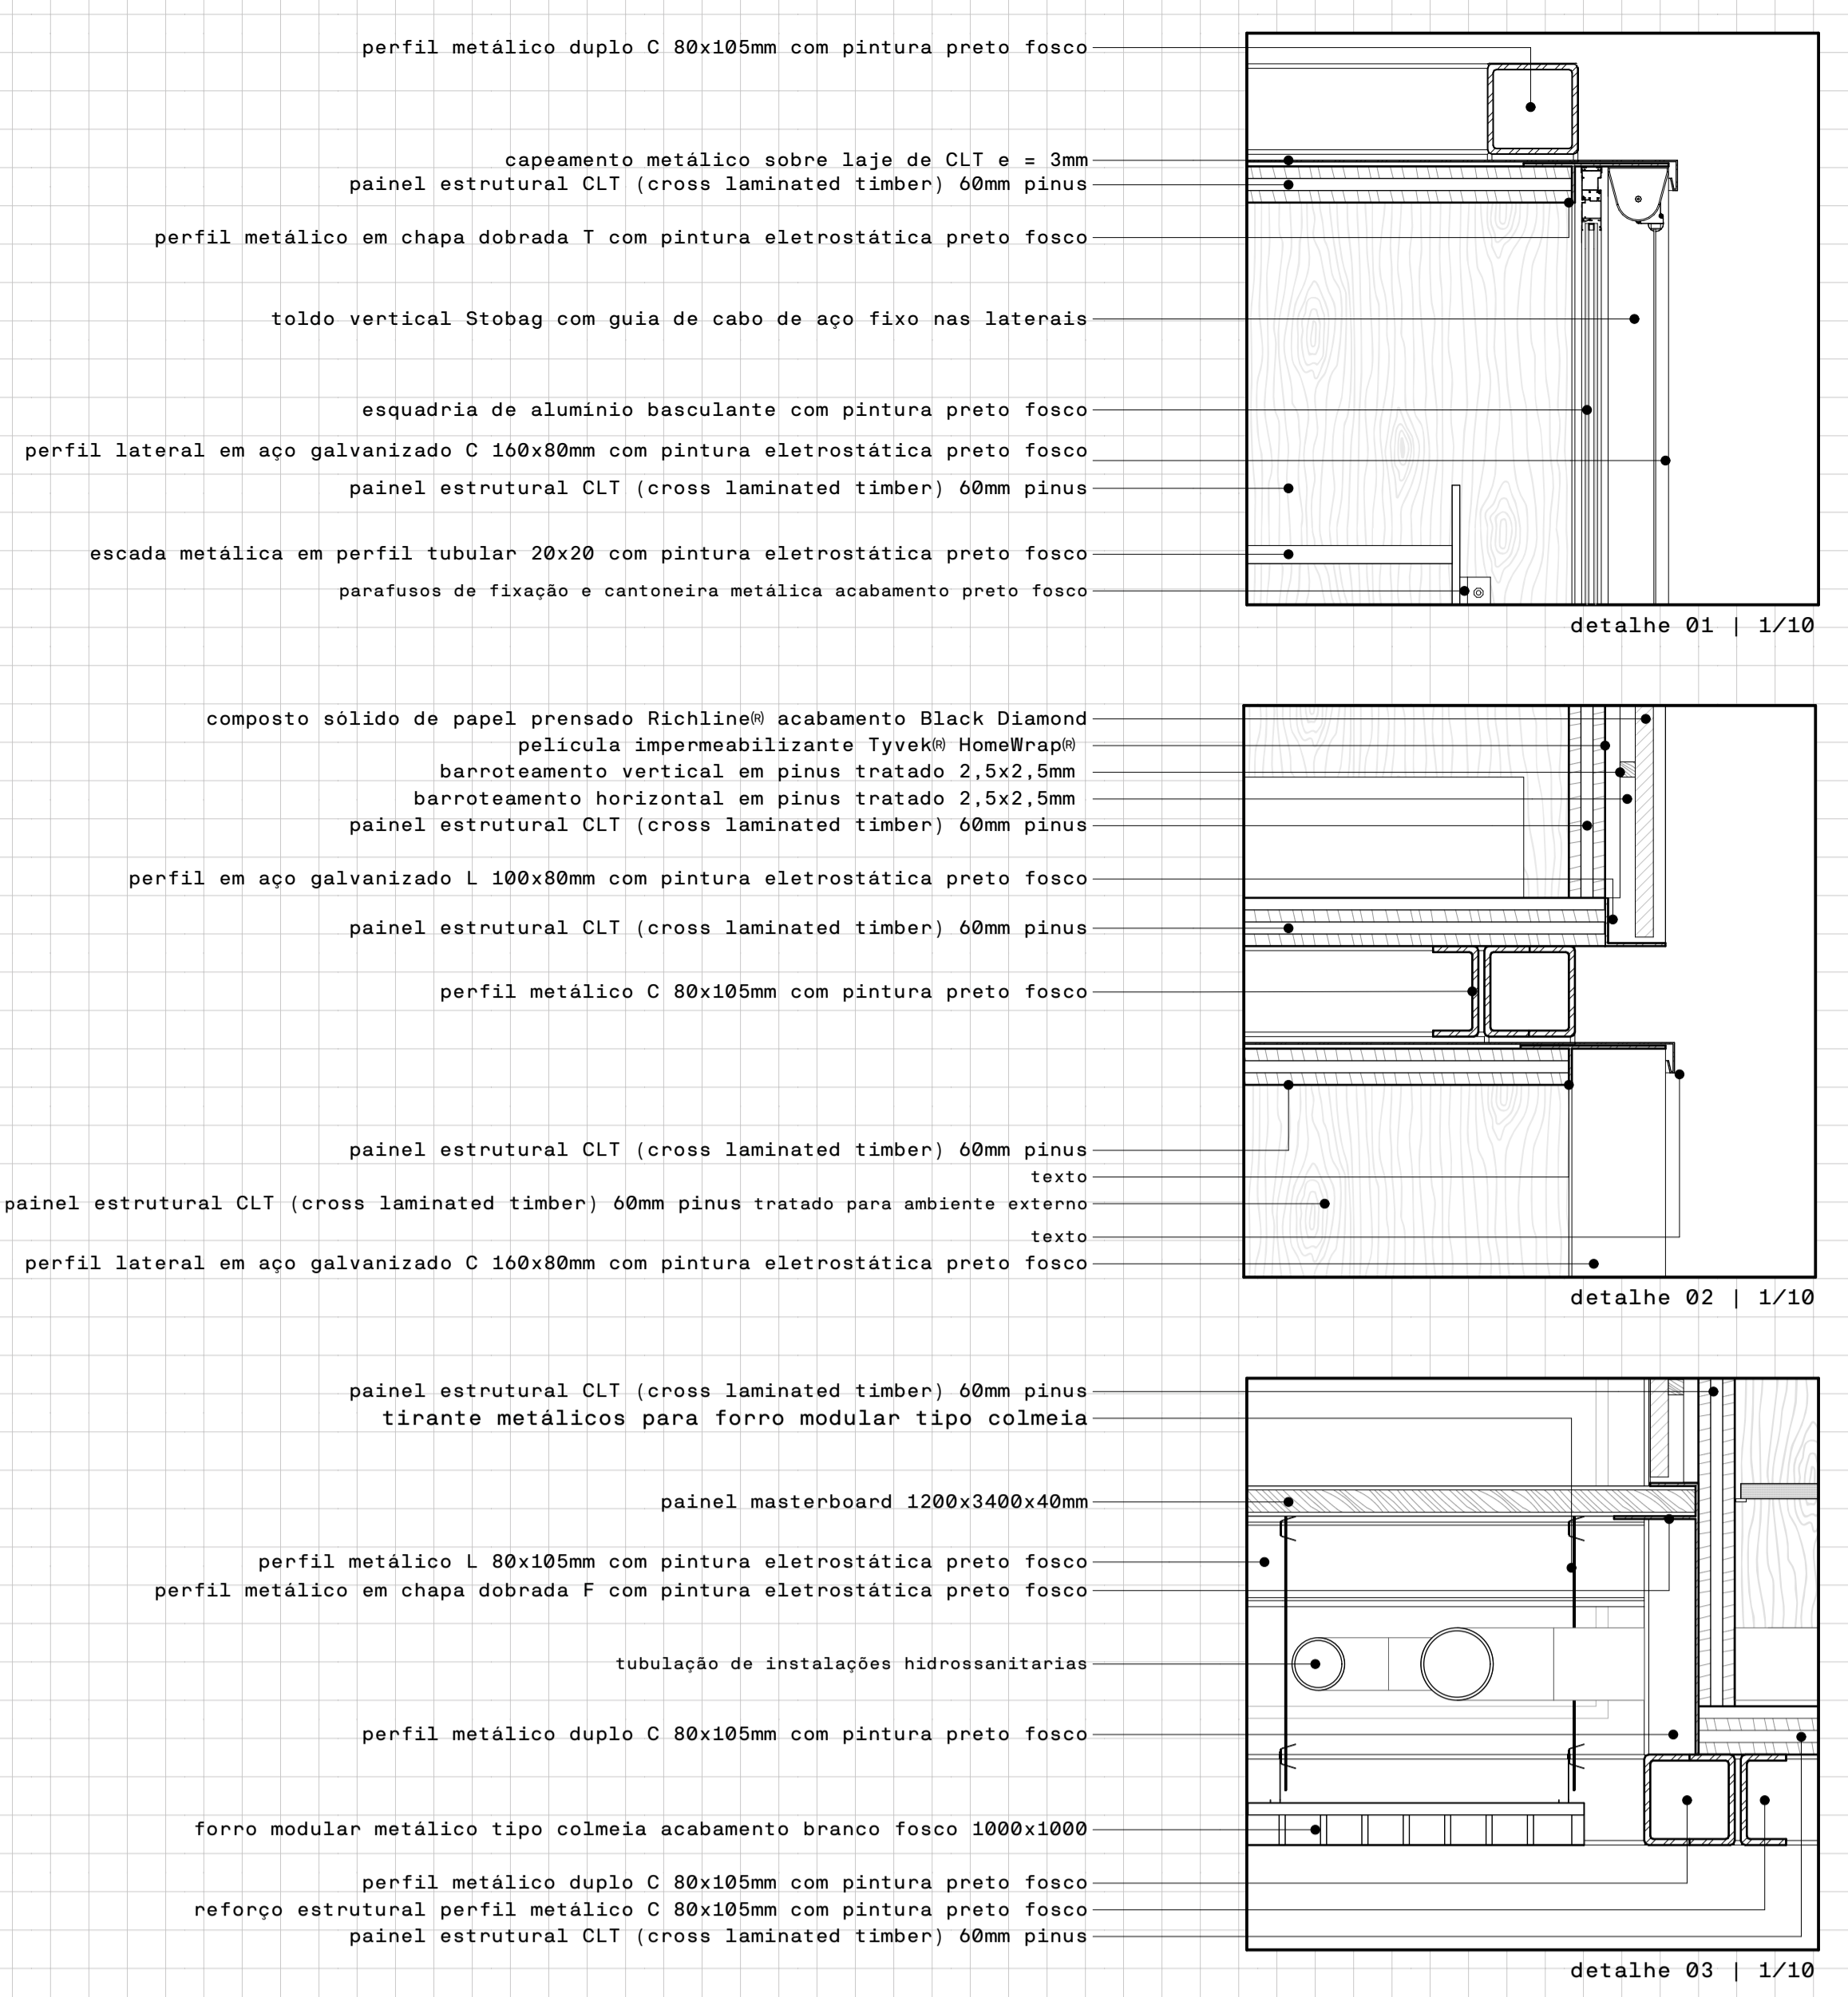 perfil metálico duplo C 80x105mm com pintura preto fosco
capeamento metálico sobre laje de CLT e = 3mm
painel estrutural CLT (cross laminated timber) 60mm pinus
perfil metálico em chapa dobrada T com pintura eletrostática preto fosco
toldo vertical Stobag com guia de cabo de aço fixo nas laterais
esquadria de alumínio basculante com pintura preto fosco
perfil lateral em aço galvanizado C 160x80mm com pintura eletrostática preto fosco
painel estrutural CLT (cross laminated timber) 60mm pinus
escada metálica em perfil tubular 20x20 com pintura eletrostática preto fosco
parafusos de fixação e cantoneira metálica acabamento preto fosco
detalhe 01 | 1/10
composto sólido de papel prensado Richline® acabamento Black Diamond
película impermeabilizante Tyvek® HomeWrap®
barroteamento vertical em pinus tratado 2,5x2,5mm
barroteamento horizontal em pinus tratado 2,5x2,5mm
painel estrutural CLT (cross laminated timber) 60mm pinus
perfil em aço galvanizado L 100x80mm com pintura eletrostática preto fosco
painel estrutural CLT (cross laminated timber) 60mm pinus
perfil metálico C 80x105mm com pintura preto fosco
painel estrutural CLT (cross laminated timber) 60mm pinus
texto
painel estrutural CLT (cross laminated timber) 60mm pinus tratado para ambiente externo
texto
perfil lateral em aço galvanizado C 160x80mm com pintura eletrostática preto fosco
detalhe 02 | 1/10
painel estrutural CLT (cross laminated timber) 60mm pinus
tirante metálicos para forro modular tipo colmeia
painel masterboard 1200x3400x40mm
perfil metálico L 80x105mm com pintura eletrostática preto fosco
perfil metálico em chapa dobrada F com pintura eletrostática preto fosco
tubulação de instalações hidrossanitarias
perfil metálico duplo C 80x105mm com pintura preto fosco
forro modular metálico tipo colmeia acabamento branco fosco 1000x1000
perfil metálico duplo C 80x105mm com pintura preto fosco
reforço estrutural perfil metálico C 80x105mm com pintura preto fosco
painel estrutural CLT (cross laminated timber) 60mm pinus
detalhe 03 | 1/10